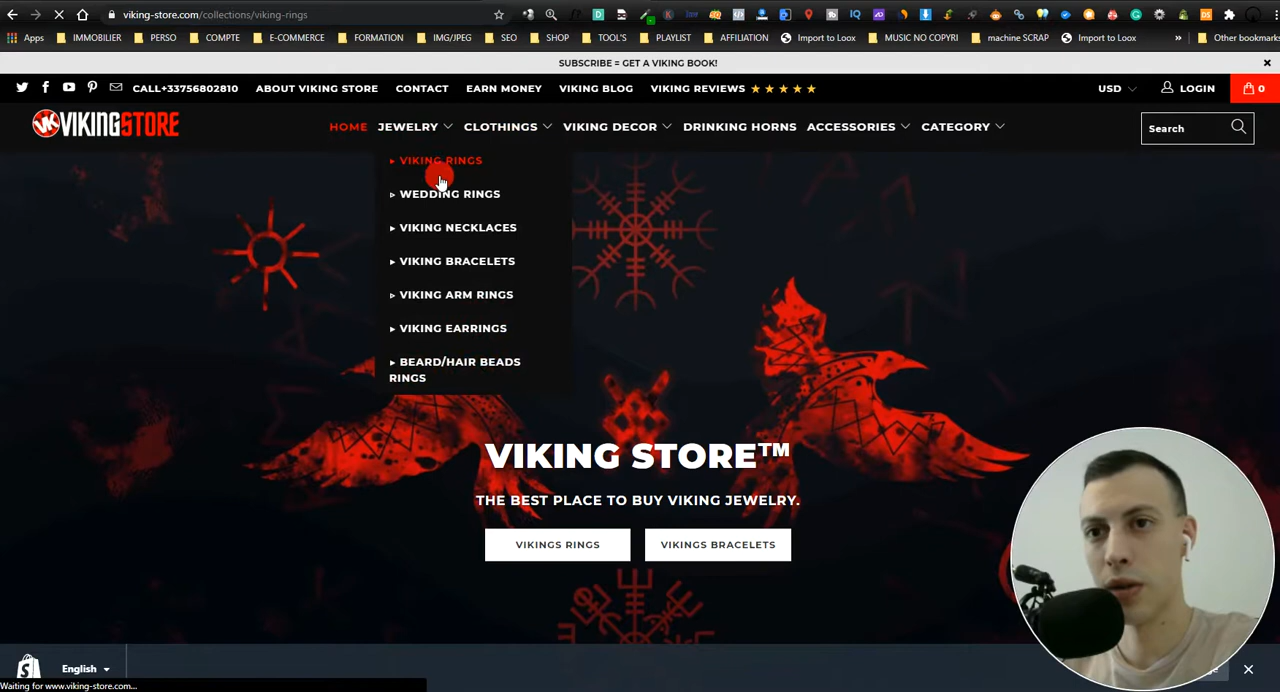 viking-store.com/collections/viking-rings
Apps IMMOBILIER PERSO COMPTE E-COMMERCE FORMATION IMG/JPEG SEO SHOP TOOL'S PLAYLIST AFFILIATION Import to Loox MUSIC NO COPYRI machine SCRAP Import to Loox » Other bookmarks
SUBSCRIBE = GET A VIKING BOOK!
CALL+33756802810 ABOUT VIKING STORE CONTACT EARN MONEY VIKING BLOG VIKING REVIEWS ★★★★★ USD LOGIN 0
VIKINGSTORE HOME JEWELRY CLOTHINGS VIKING DECOR DRINKING HORNS ACCESSORIES CATEGORY Search
▸ VIKING RINGS
▹ WEDDING RINGS
▸ VIKING NECKLACES
▸ VIKING BRACELETS
▹ VIKING ARM RINGS
▸ VIKING EARRINGS
▸ BEARD/HAIR BEADS
RINGS
VIKING STORE™
THE BEST PLACE TO BUY VIKING JEWELRY.
VIKINGS RINGS VIKINGS BRACELETS
English
Waiting for www.viking-store.com...